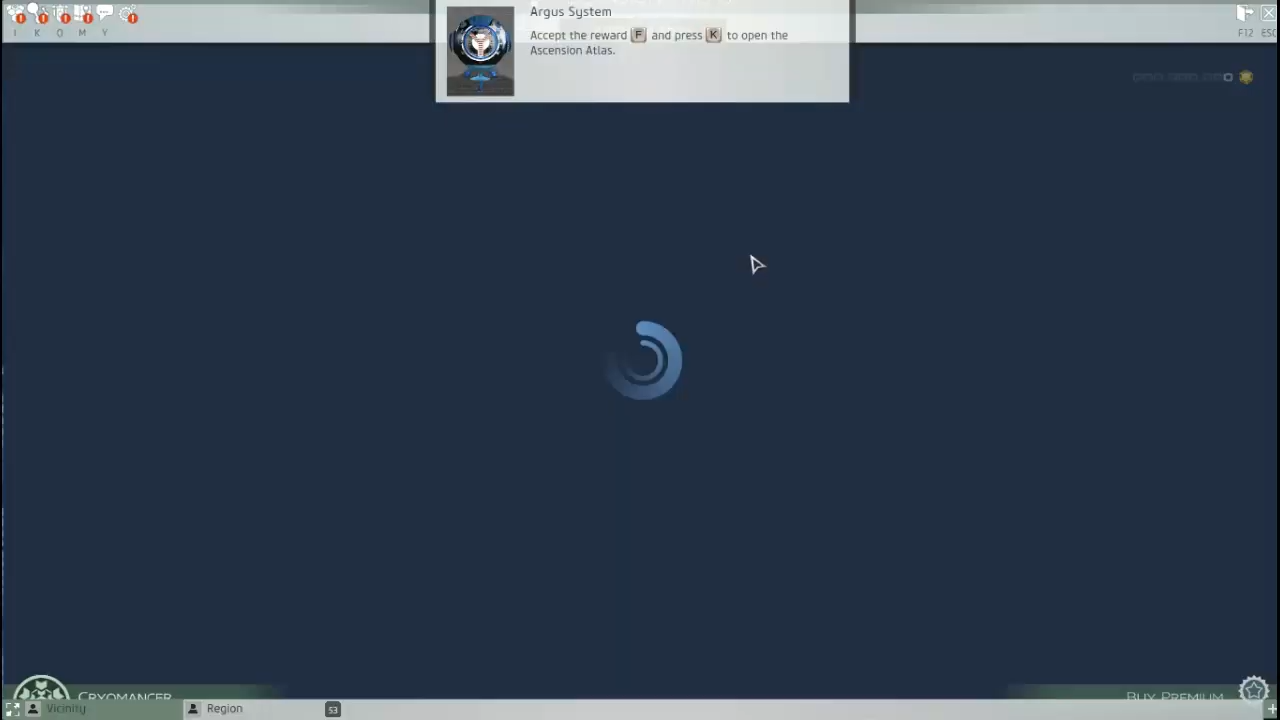 Argus System
Accept the reward F and press K to open the
Ascension Atlas.
I K O M Y
F12 ESC
CRYOMANCER
BUY PREMIUM
Vicinity
Region
53